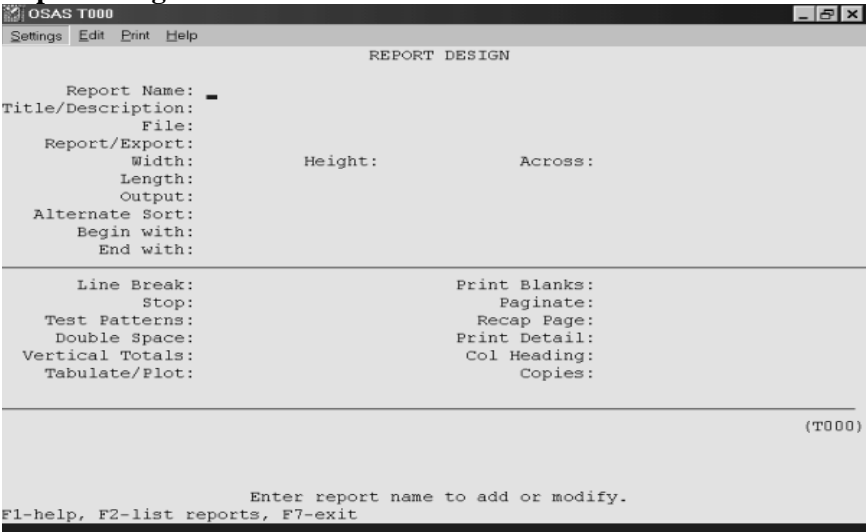 OSAS T000
Settings Edit Print Help
REPORT DESIGN
Report Name:
Title/Description:
File:
Report/Export:
Width: Height: Across:
Length:
Output:
Alternate Sort:
Begin with:
End with:
Line Break: Print Blanks:
Stop: Paginate:
Test Patterns: Recap Page:
Double Space: Print Detail:
Vertical Totals: Col Heading:
Tabulate/Plot: Copies:
(T000)
Enter report name to add or modify.
F1-help, F2-list reports, F7-exit